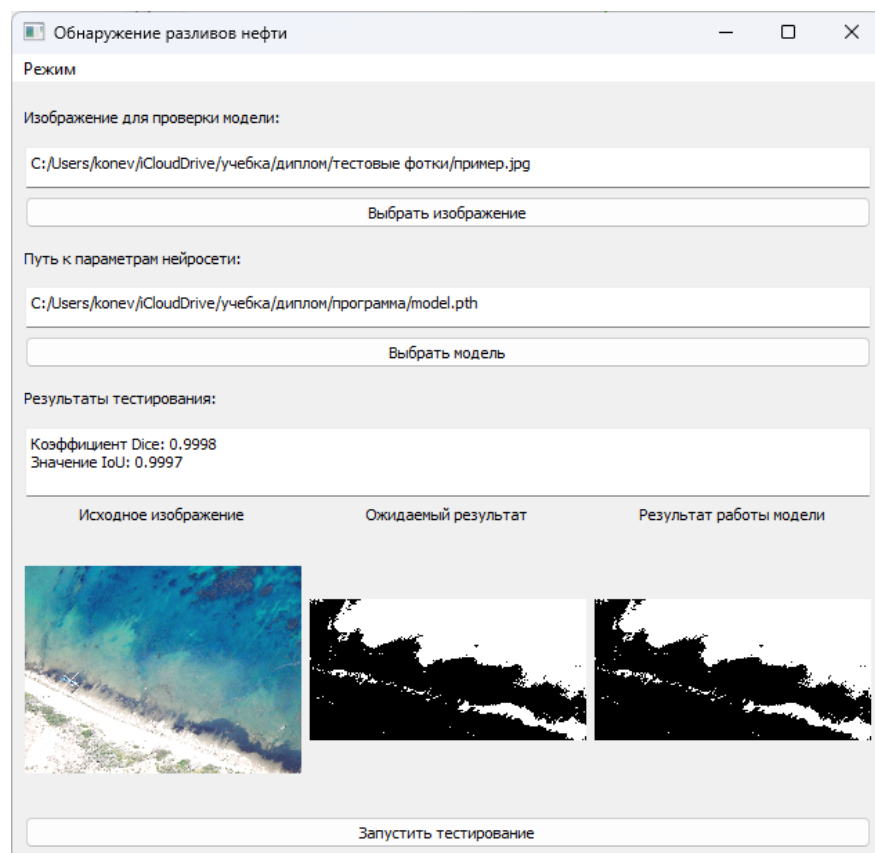 Обнаружение разливов нефти
Режим
Изображение для проверки модели:
C:/Users/konev/iCloudDrive/учебка/диплом/тестовые фотки/пример.jpg
Выбрать изображение
Путь к параметрам нейросети:
C:/Users/konev/iCloudDrive/учебка/диплом/программа/model.pth
Выбрать модель
Результаты тестирования:
Коэффициент Dice: 0.9998
Значение IoU: 0.9997
Исходное изображение Ожидаемый результат Результат работы модели
Запустить тестирование